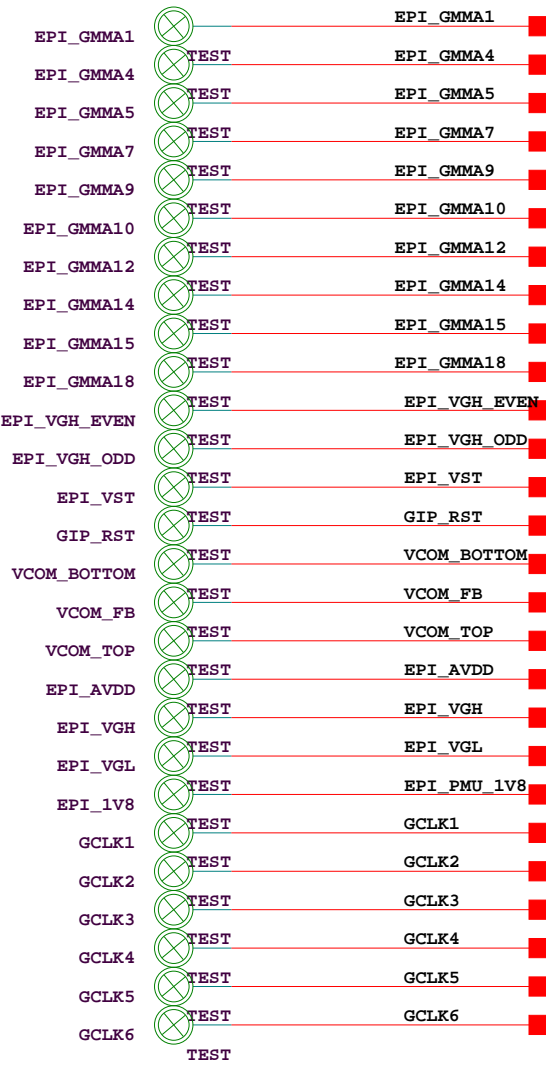 EPI_GMMA1
EPI_GMMA1
TEST EPI_GMMA4
EPI_GMMA4
TEST EPI_GMMA5
EPI_GMMA5
TEST EPI_GMMA7
EPI_GMMA7
TEST EPI_GMMA9
EPI_GMMA9
TEST EPI_GMMA10
EPI_GMMA10
TEST EPI_GMMA12
EPI_GMMA12
TEST EPI_GMMA14
EPI_GMMA14
TEST EPI_GMMA15
EPI_GMMA15
TEST EPI_GMMA18
EPI_GMMA18
TEST EPI_VGH_EVEN
EPI_VGH_EVEN
TEST EPI_VGH_ODD
EPI_VGH_ODD
TEST EPI_VST
EPI_VST
TEST GIP_RST
GIP_RST
TEST VCOM_BOTTOM
VCOM_BOTTOM
TEST VCOM_FB
VCOM_FB
TEST VCOM_TOP
VCOM_TOP
TEST EPI_AVDD
EPI_AVDD
TEST EPI_VGH
EPI_VGH
TEST EPI_VGL
EPI_VGL
TEST EPI_PMU_1V8
EPI_1V8
TEST GCLK1
GCLK1
TEST GCLK2
GCLK2
TEST GCLK3
GCLK3
TEST GCLK4
GCLK4
TEST GCLK5
GCLK5
TEST GCLK6
GCLK6
TEST